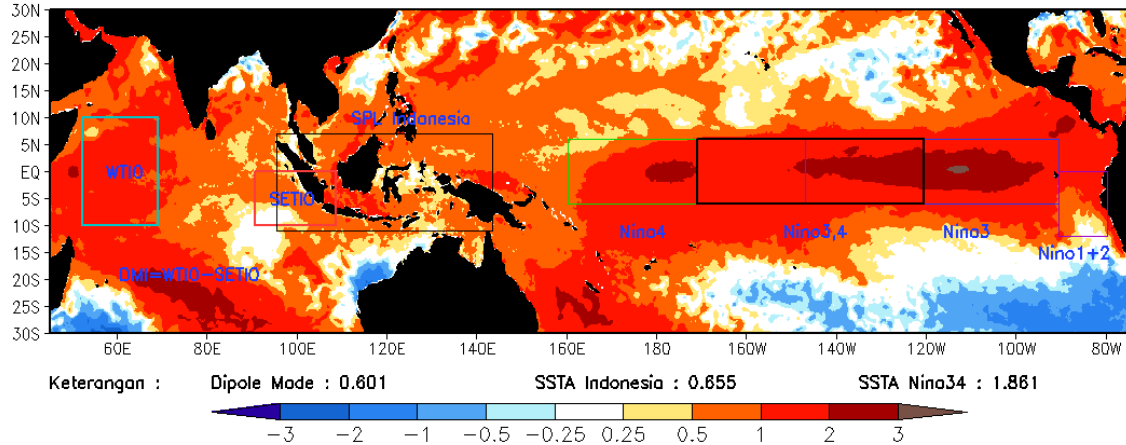 30N
25N
20N
15N
10N
5N
EQ
5S
10S
15S
20S
25S
30S
SPL Indonesia
WTIO
SETIO
Nino4
Nino3,4
Nino3
Nino1+2
DMI=WTIO-SETIO
60E 80E 100E 120E 140E 160E 180 160W 140W 120W 100W 80W
Keterangan : Dipole Mode : 0.601 SSTA Indonesia : 0.655 SSTA Nino34 : 1.861
-3 -2 -1 -0.5 -0.25 0.25 0.5 1 2 3